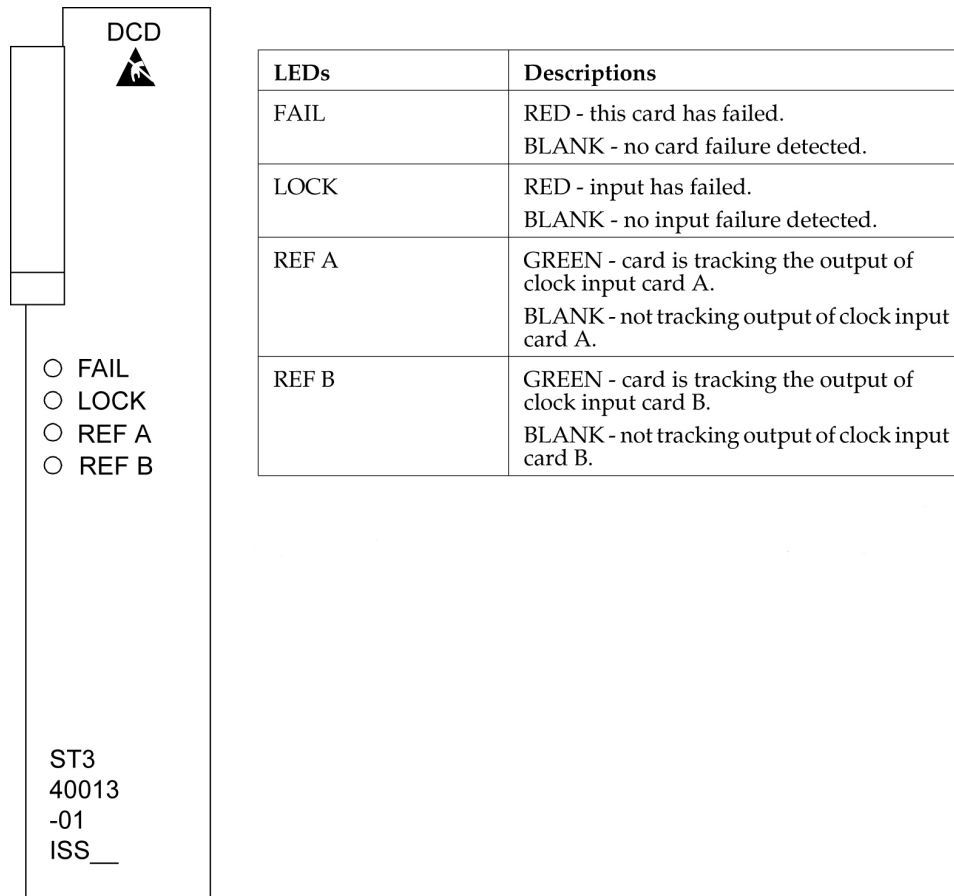 DCD
FAIL
LOCK
REF A
REF B
ST3
40013
-01
ISS__
LEDs Descriptions
FAIL RED - this card has failed.
BLANK - no card failure detected.
LOCK RED - input has failed.
BLANK - no input failure detected.
REF A GREEN - card is tracking the output of
clock input card A.
BLANK - not tracking output of clock input
card A.
REF B GREEN - card is tracking the output of
clock input card B.
BLANK - not tracking output of clock input
card B.